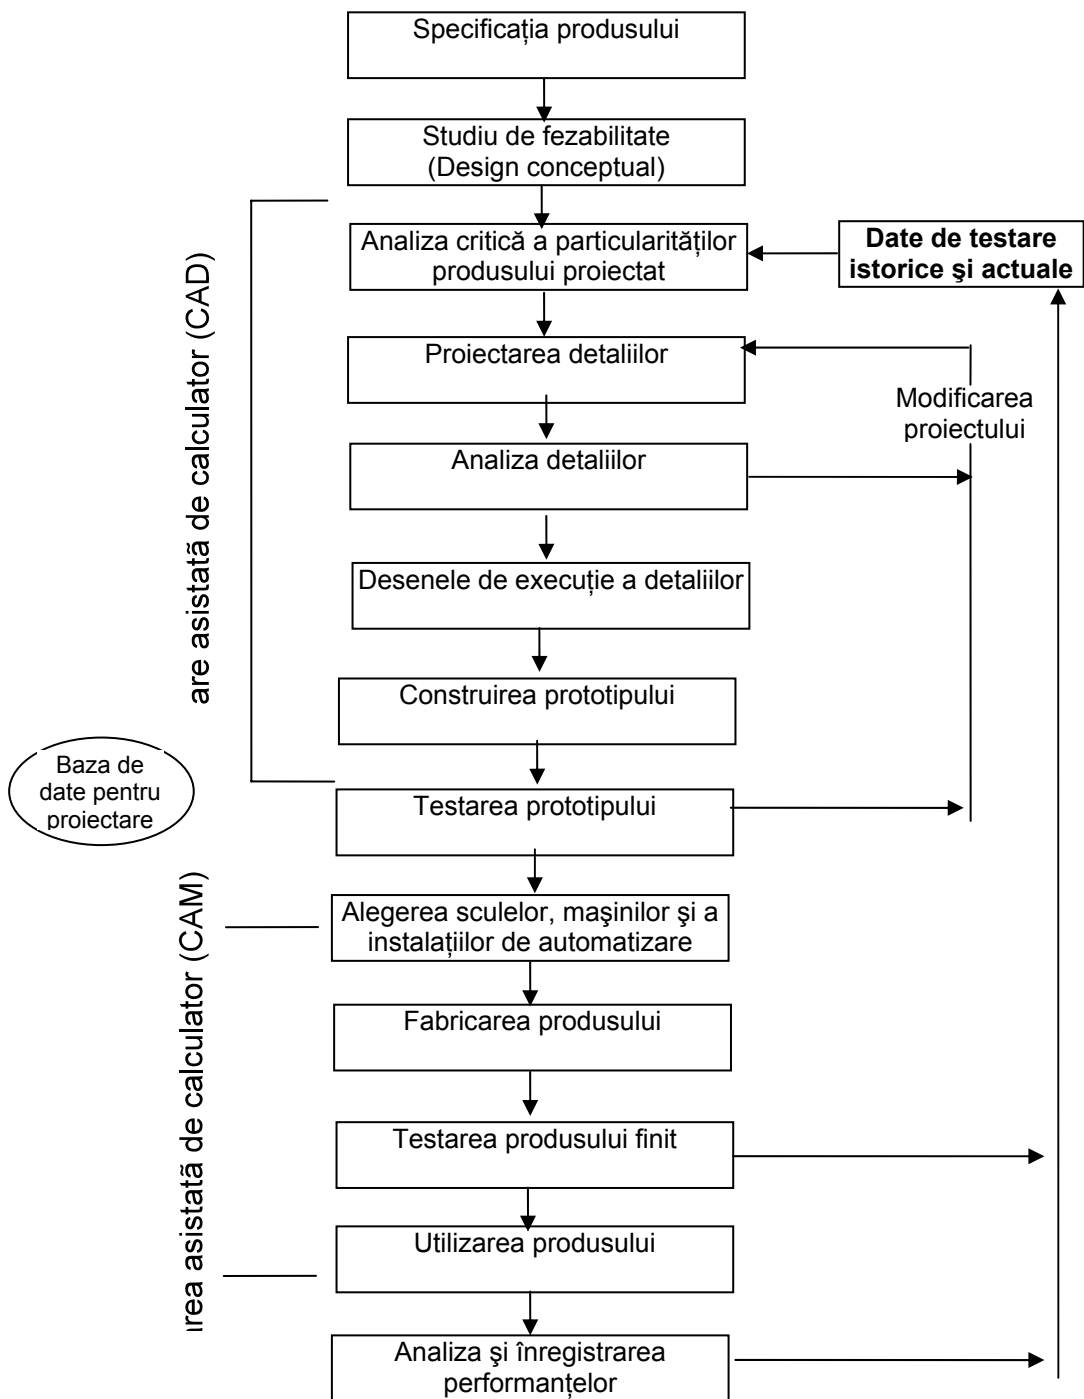 Specificația produsului
Studiu de fezabilitate
(Design conceptual)
Analiza critică a particularităților
produsului proiectat
Date de testare
istorice şi actuale
Proiectarea detaliilor
Modificarea
proiectului
Analiza detaliilor
Desenele de execuție a detaliilor
Construirea prototipului
Testarea prototipului
are asistată de calculator (CAD)
Baza de
date pentru
proiectare
Alegerea sculelor, maşinilor şi a
instalațiilor de automatizare
Fabricarea produsului
Testarea produsului finit
Utilizarea produsului
Analiza şi înregistrarea
performanțelor
rea asistată de calculator (CAM)